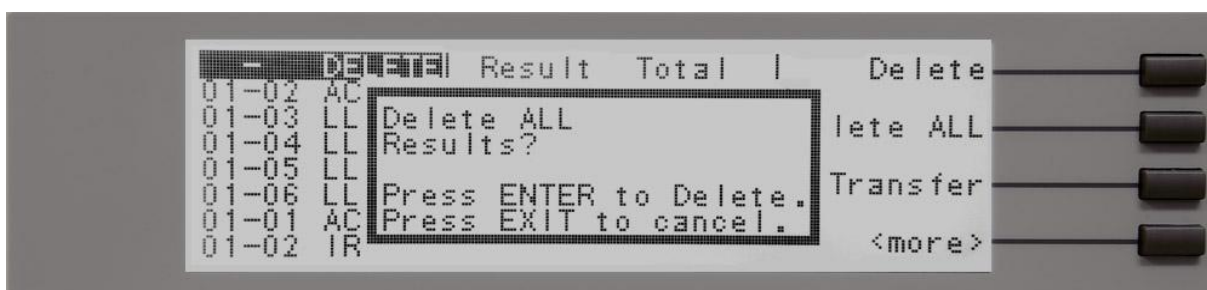 - DELETE| Result Total | Delete
01-02 AC
01-03 LL
01-04 LL
01-05 LL
01-06 LL
01-01 AC
01-02 IR
Delete ALL
Results?
Press ENTER to Delete.
Press EXIT to cancel.
lete ALL
Transfer
<more>